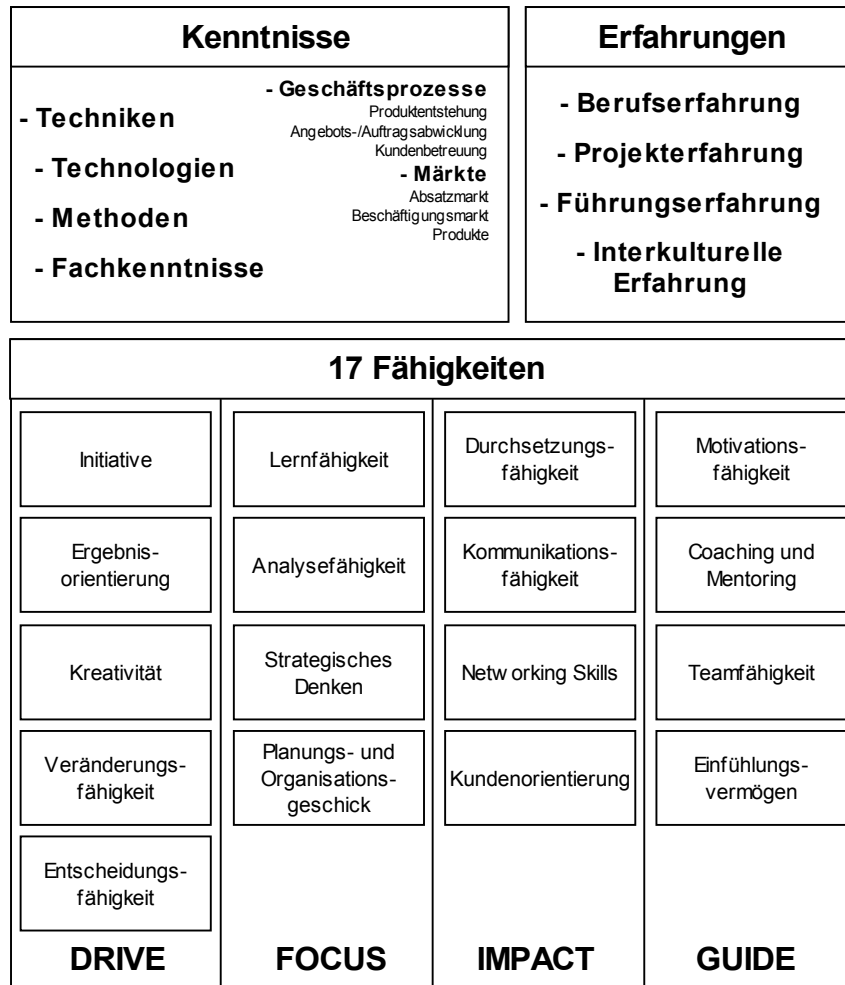 Kenntnisse
- Techniken
- Technologien
- Methoden
- Fachkenntnisse
- Geschäftsprozesse
Produktentstehung
Angebots-/Auftragsabwicklung
Kundenbetreuung
- Märkte
Absatzmarkt
Beschäftigungsmarkt
Produkte
Erfahrungen
- Berufserfahrung
- Projekterfahrung
- Führungserfahrung
- Interkulturelle
Erfahrung
17 Fähigkeiten
Initiative
Ergebnis-
orientierung
Kreativität
Veränderungs-
fähigkeit
Entscheidungs-
fähigkeit
DRIVE
Lernfähigkeit
Analysefähigkeit
Strategisches
Denken
Planungs- und
Organisations-
geschick
FOCUS
Durchsetzungs-
fähigkeit
Kommunikations-
fähigkeit
Networking Skills
Kundenorientierung
IMPACT
Motivations-
fähigkeit
Coaching und
Mentoring
Teamfähigkeit
Einfühlungs-
vermögen
GUIDE